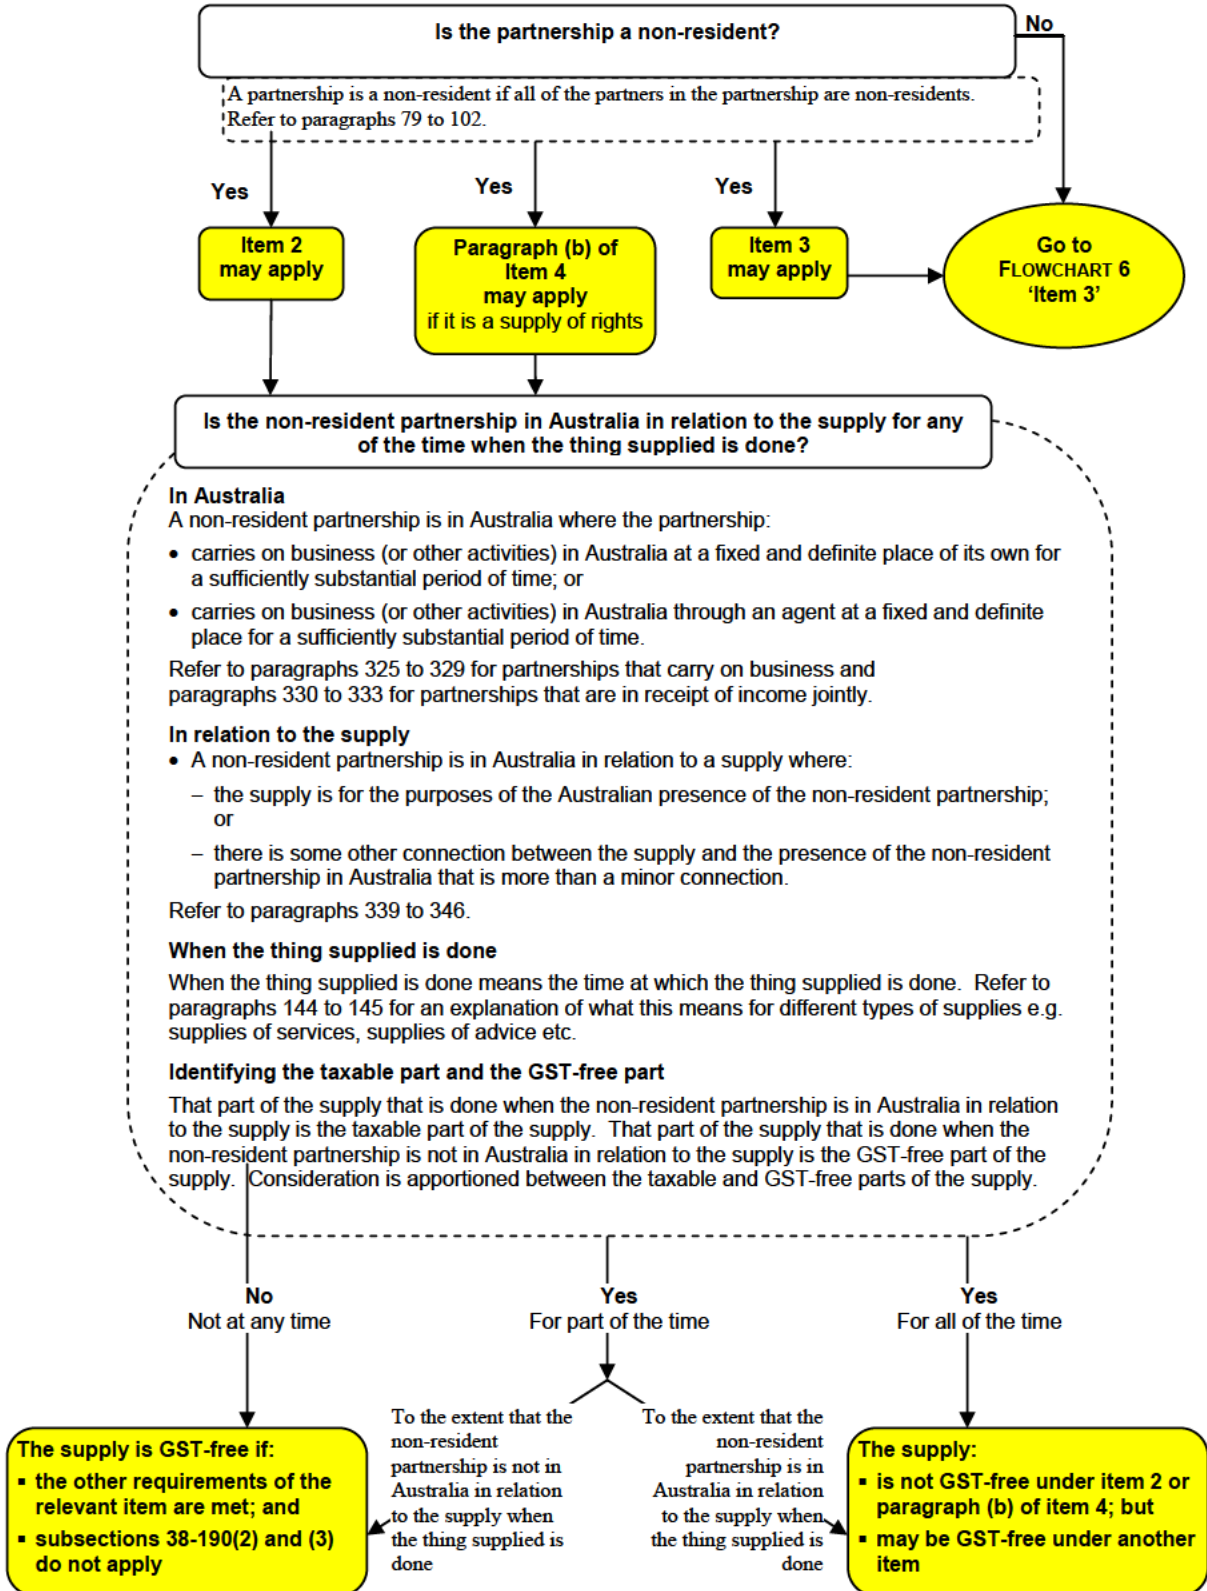 Is the partnership a non-resident?
No
A partnership is a non-resident if all of the partners in the partnership are non-residents.
Refer to paragraphs 79 to 102.
Yes
Yes
Yes
Item 2
may apply
Paragraph (b) of
Item 4
may apply
if it is a supply of rights
Item 3
may apply
Go to
FLOWCHART 6
‘Item 3’
Is the non-resident partnership in Australia in relation to the supply for any
of the time when the thing supplied is done?
In Australia
A non-resident partnership is in Australia where the partnership:
• carries on business (or other activities) in Australia at a fixed and definite place of its own for
a sufficiently substantial period of time; or
• carries on business (or other activities) in Australia through an agent at a fixed and definite
place for a sufficiently substantial period of time.
Refer to paragraphs 325 to 329 for partnerships that carry on business and
paragraphs 330 to 333 for partnerships that are in receipt of income jointly.
In relation to the supply
• A non-resident partnership is in Australia in relation to a supply where:
– the supply is for the purposes of the Australian presence of the non-resident partnership;
or
– there is some other connection between the supply and the presence of the non-resident
partnership in Australia that is more than a minor connection.
Refer to paragraphs 339 to 346.
When the thing supplied is done
When the thing supplied is done means the time at which the thing supplied is done. Refer to
paragraphs 144 to 145 for an explanation of what this means for different types of supplies e.g.
supplies of services, supplies of advice etc.
Identifying the taxable part and the GST-free part
That part of the supply that is done when the non-resident partnership is in Australia in relation
to the supply is the taxable part of the supply. That part of the supply that is done when the
non-resident partnership is not in Australia in relation to the supply is the GST-free part of the
supply. Consideration is apportioned between the taxable and GST-free parts of the supply.
No
Not at any time
Yes
For part of the time
Yes
For all of the time
The supply is GST-free if:
▪ the other requirements of the
relevant item are met; and
▪ subsections 38-190(2) and (3)
do not apply
To the extent that the
non-resident
partnership is not in
Australia in relation
to the supply when
the thing supplied is
done
To the extent that the
non-resident
partnership is in
Australia in relation
to the supply when
the thing supplied is
done
The supply:
▪ is not GST-free under item 2 or
paragraph (b) of item 4; but
▪ may be GST-free under another
item